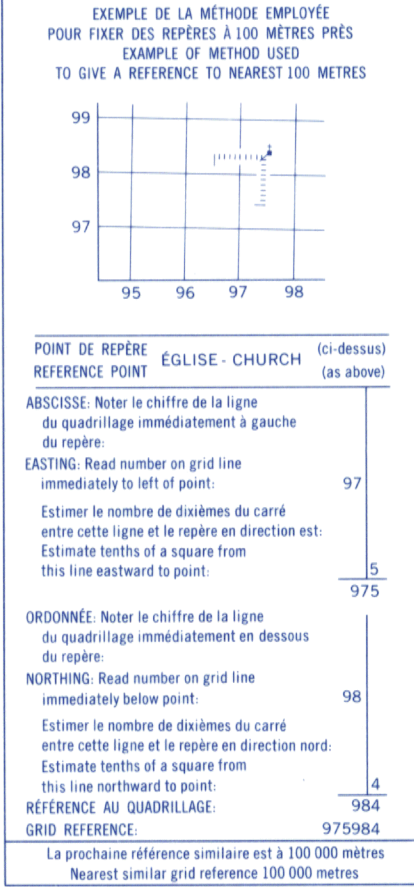 EXEMPLE DE LA MÉTHODE EMPLOYÉE
POUR FIXER DES REPÈRES À 100 MÈTRES PRÈS
EXAMPLE OF METHOD USED
TO GIVE A REFERENCE TO NEAREST 100 METRES
99
98
97
95 96 97 98
POINT DE REPÈRE
REFERENCE POINT
ÉGLISE - CHURCH
(ci-dessus)
(as above)
ABSCISSE: Noter le chiffre de la ligne
du quadrillage immédiatement à gauche
du repère:
EASTING: Read number on grid line
immediately to left of point: 97
Estimer le nombre de dixièmes du carré
entre cette ligne et le repère en direction est:
Estimate tenths of a square from
this line eastward to point: 5
975
ORDONNÉE: Noter le chiffre de la ligne
du quadrillage immédiatement en dessous
du repère:
NORTHING: Read number on grid line
immediately below point: 98
Estimer le nombre de dixièmes du carré
entre cette ligne et le repère en direction nord:
Estimate tenths of a square from
this line northward to point: 4
RÉFÉRENCE AU QUADRILLAGE: 984
GRID REFERENCE: 975984
La prochaine référence similaire est à 100 000 mètres
Nearest similar grid reference 100 000 metres